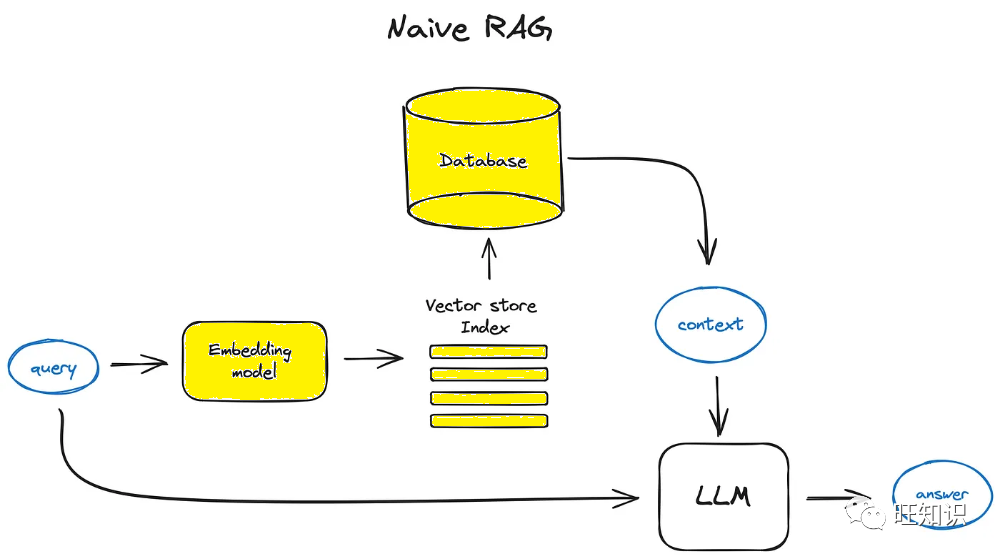 Naive RAG
Database
Vector store
Index
Embedding
model
query
context
LLM
answer
旺知识